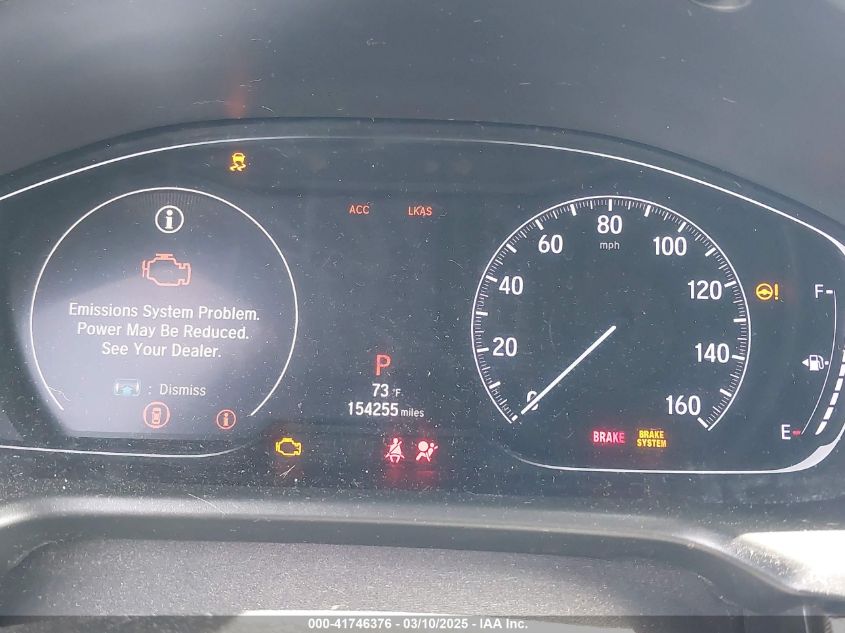 ACC LKAS
Emissions System Problem.
Power May Be Reduced.
See Your Dealer.
: Dismiss
P
73 °F
154255 miles
0
20
40
60
80
mph
100
120
140
160
BRAKE
BRAKE
SYSTEM
F
E
000-41746376 - 03/10/2025 - IAA Inc.